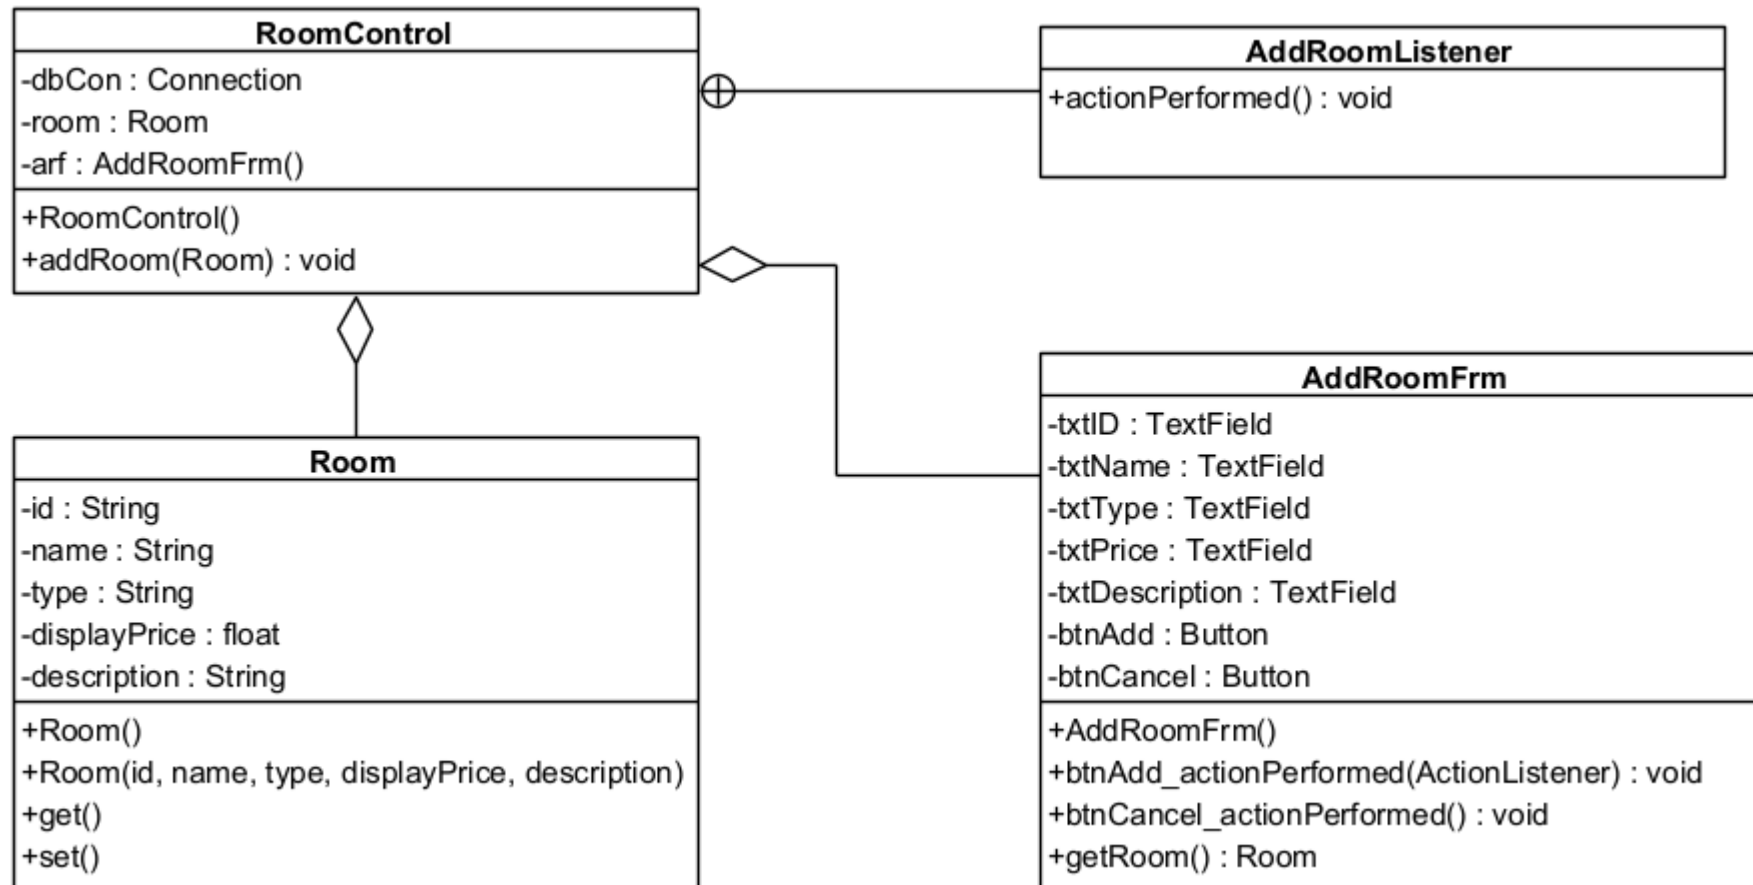 RoomControl
-dbCon : Connection
-room : Room
-arf : AddRoomFrm()
+RoomControl()
+addRoom(Room) : void
AddRoomListener
+actionPerformed() : void
Room
-id : String
-name : String
-type : String
-displayPrice : float
-description : String
+Room()
+Room(id, name, type, displayPrice, description)
+get()
+set()
AddRoomFrm
-txtID : TextField
-txtName : TextField
-txtType : TextField
-txtPrice : TextField
-txtDescription : TextField
-btnAdd : Button
-btnCancel : Button
+AddRoomFrm()
+btnAdd_actionPerformed(ActionListener) : void
+btnCancel_actionPerformed() : void
+getRoom() : Room